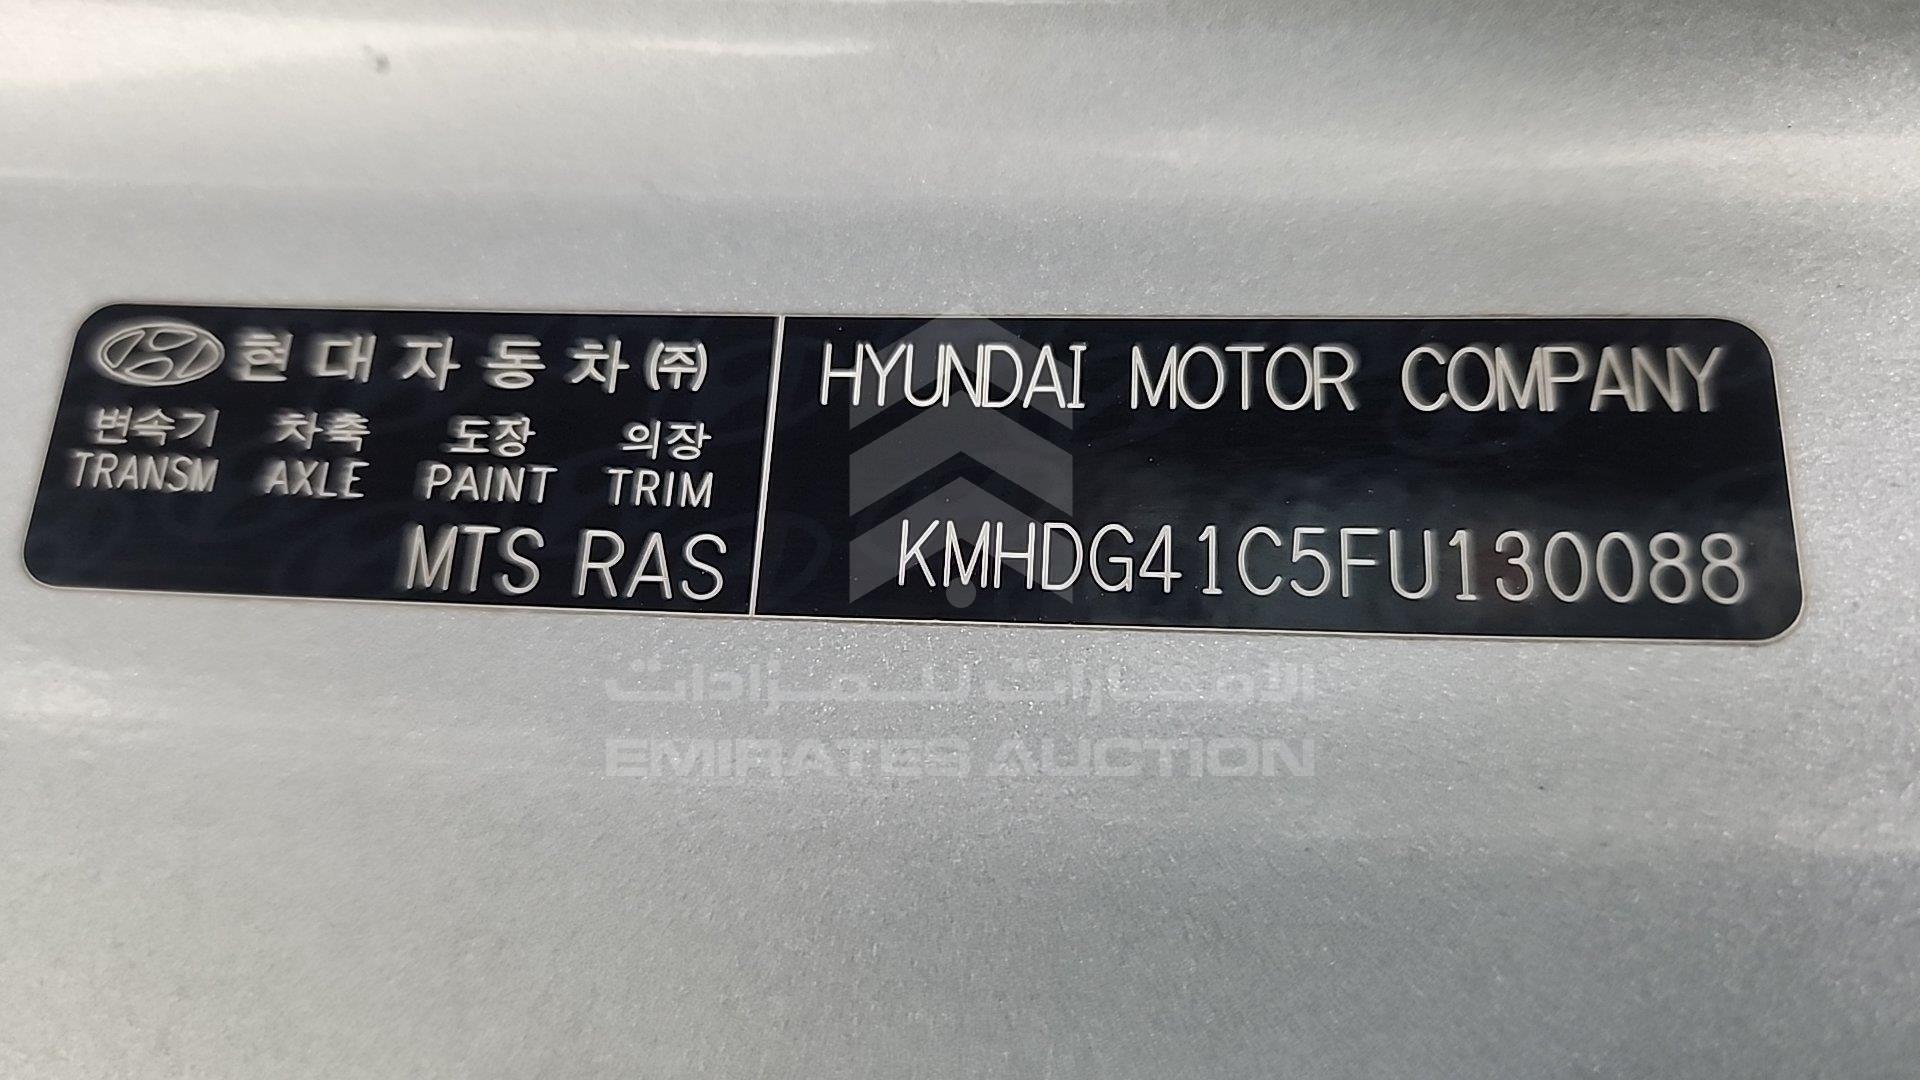 현대자동차(주)
변속기 차축 도장 의장
TRANSM AXLE PAINT TRIM
MTS RAS
HYUNDAI MOTOR COMPANY
KMHDG41C5FU130088
الإمارات للمزادات
EMIRATES AUCTION